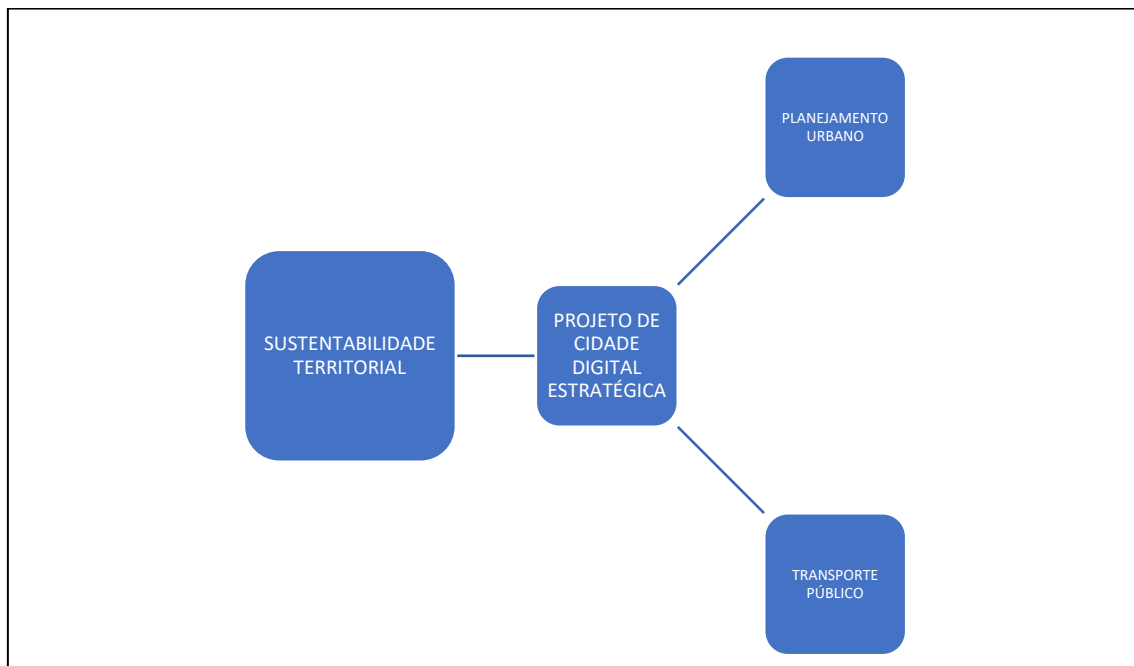 PLANEJAMENTO
URBANO
SUSTENTABILIDADE
TERRITORIAL
PROJETO DE
CIDADE
DIGITAL
ESTRATÉGICA
TRANSPORTE
PÚBLICO